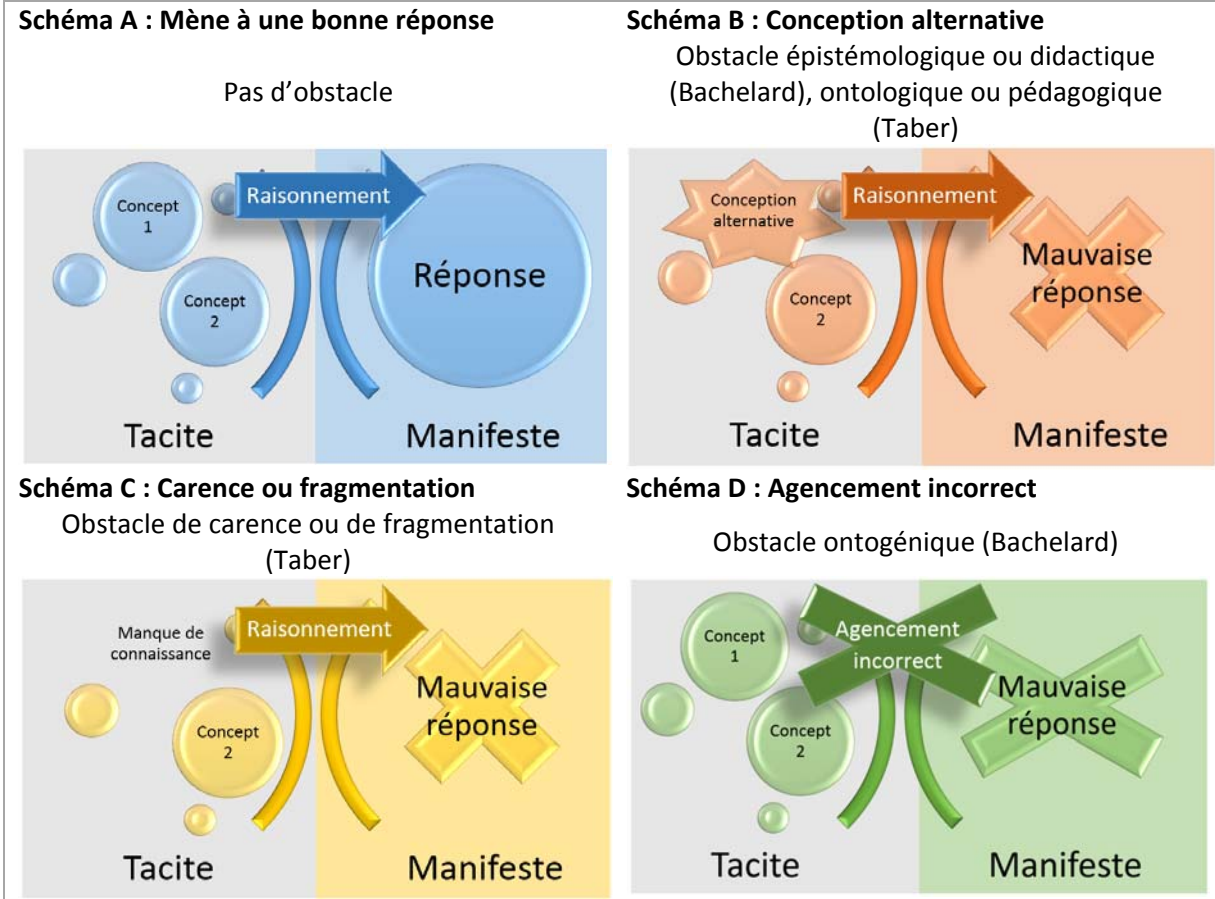 Schéma A : Mène à une bonne réponse
Pas d’obstacle
Concept
1
Raisonnement
Concept
2
Réponse
Tacite
Manifeste
Schéma B : Conception alternative
Obstacle épistémologique ou didactique
(Bachelard), ontologique ou pédagogique
(Taber)
Conception
alternative
Raisonnement
Concept
2
Mauvaise
réponse
Tacite
Manifeste
Schéma C : Carence ou fragmentation
Obstacle de carence ou de fragmentation
(Taber)
Manque de
connaissance
Raisonnement
Concept
2
Mauvaise
réponse
Tacite
Manifeste
Schéma D : Agencement incorrect
Obstacle ontogénique (Bachelard)
Concept
1
Agencement
incorrect
Concept
2
Mauvaise
réponse
Tacite
Manifeste